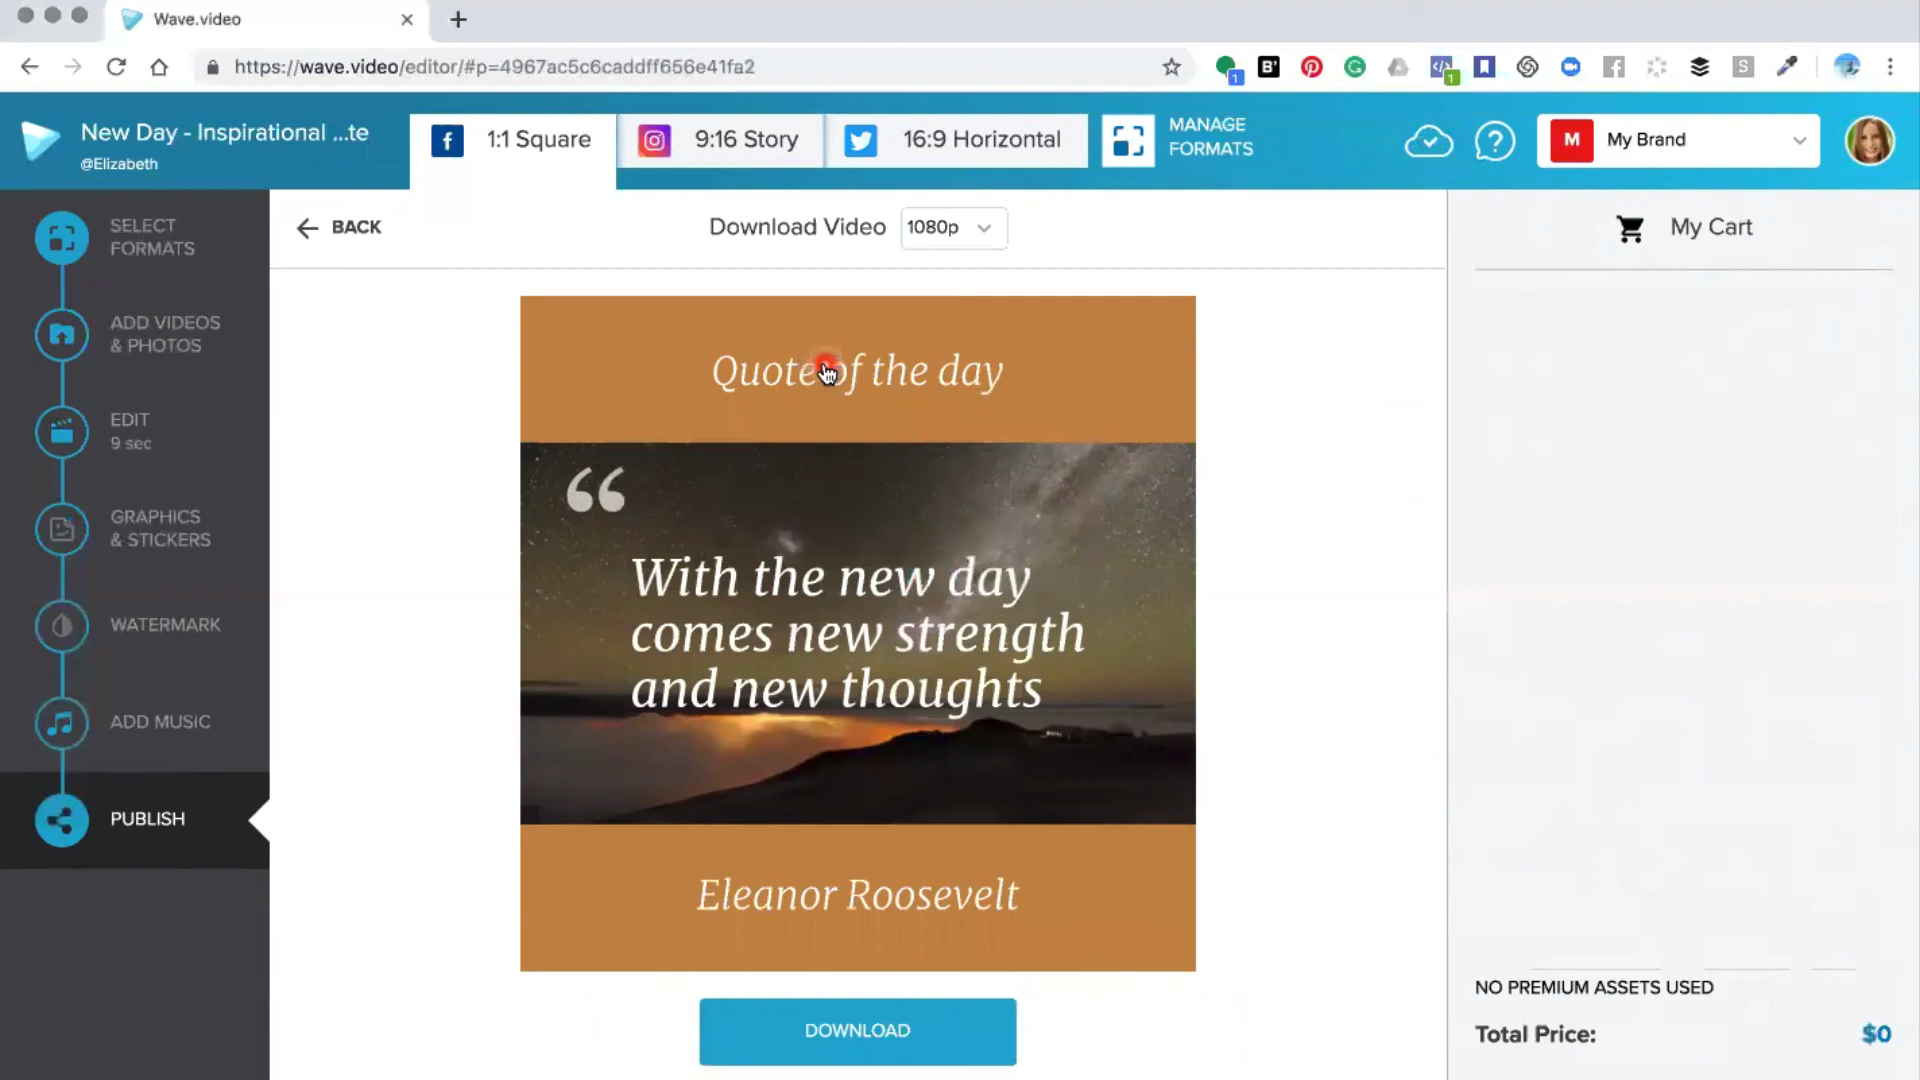 Wave.video
https://wave.video/editor/#p=4967ac5c6caddff656e41fa2
1
B'
1
S
New Day - Inspirational ...te
@Elizabeth
1:1 Square
9:16 Story
16:9 Horizontal
MANAGE
FORMATS
M
My Brand
SELECT
FORMATS
ADD VIDEOS
& PHOTOS
EDIT
9 sec
GRAPHICS
& STICKERS
WATERMARK
ADD MUSIC
PUBLISH
BACK
Download Video
1080p
My Cart
Quote of the day
“
With the new day
comes new strength
and new thoughts
Eleanor Roosevelt
DOWNLOAD
NO PREMIUM ASSETS USED
Total Price:
$0